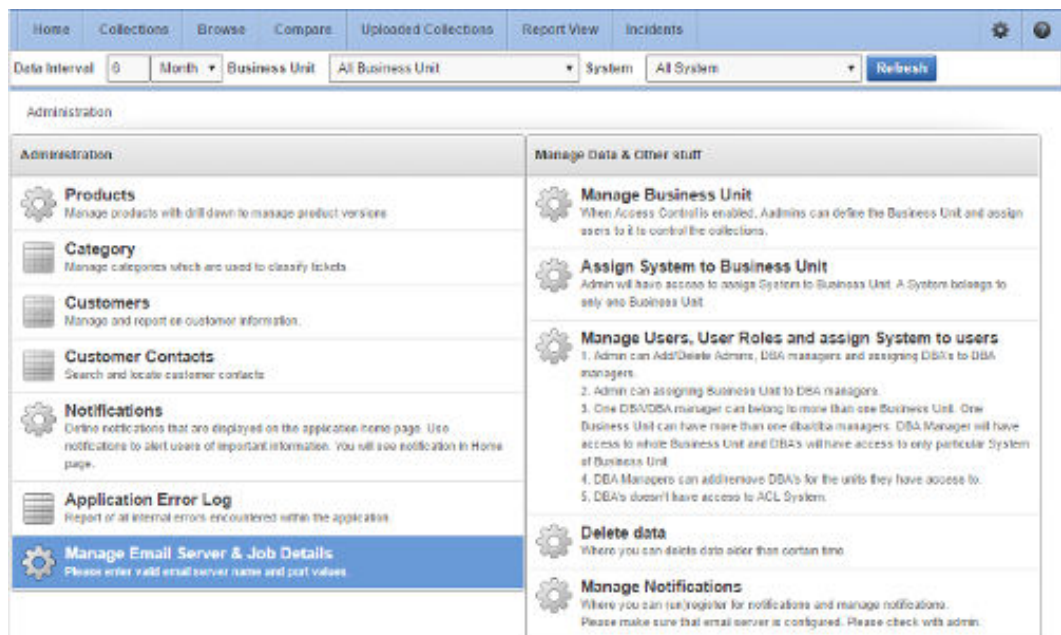 Home Collections Browse Compare Uploaded Collections Report View Incidents
Data Interval 6 Month Business Unit All Business Unit System All System Refresh
Administration
Administration
Products
Manage products with drill down to manage product versions
Category
Manage categories which are used to classify tickets
Customers
Manage and report on customer information.
Customer Contacts
Search and locate customer contacts
Notifications
Define notifications that are displayed on the application home page. Use
notifications to alert users of important information. You will see notification in Home
page.
Application Error Log
Report of all internal errors encountered within the application
Manage Email Server & Job Details
Please enter valid email server name and port values
Manage Data & Other stuff
Manage Business Unit
When Access Control is enabled, Aadmins can define the Business Unit and assign
users to it to control the collections.
Assign System to Business Unit
Admin will have access to assign System to Business Unit. A System belongs to
only one Business Unit
Manage Users, User Roles and assign System to users
1. Admin can Add/Delete Admins, DBA managers and assigning DBA's to DBA
managers.
2. Admin can assigning Business Unit to DBA managers.
3. One DBA/DBA manager can belong to more than one Business Unit. One
Business Unit can have more than one dba/dba managers. DBA Manager will have
access to whole Business Unit and DBA's will have access to only particular System
of Business Unit
4. DBA Managers can add/remove DBA's for the units they have access to.
5. DBA's doesn't have access to ACL System.
Delete data
Where you can delete data older than certain time
Manage Notifications
Where you can (un)register for notifications and manage notifications.
Please make sure that email server is configured. Please check with admin.